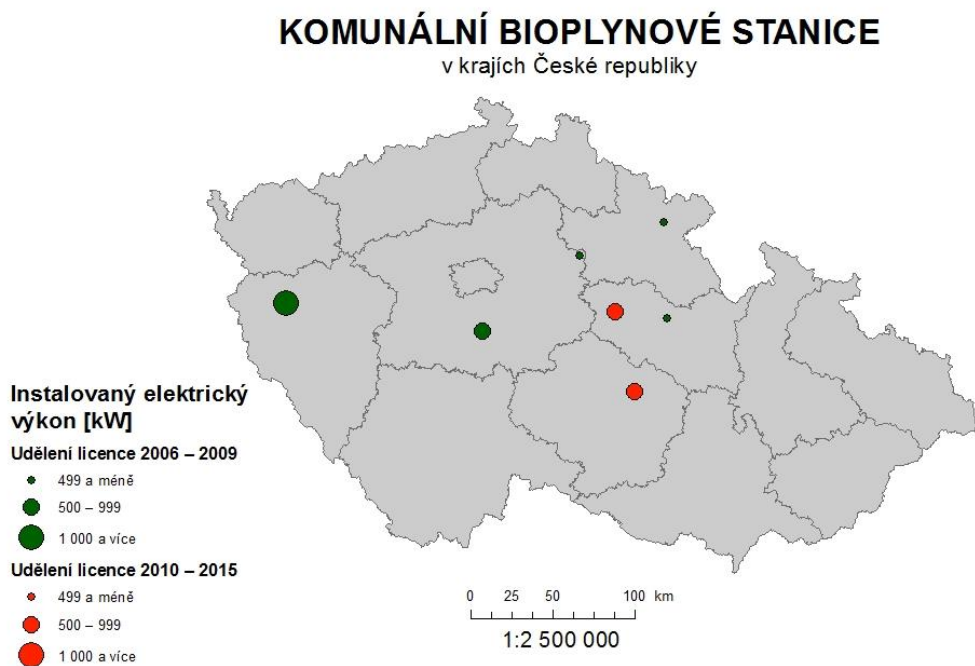 KOMUNÁLNÍ BIOPLYNOVÉ STANICE
v krajích České republiky
Instalovaný elektrický
výkon [kW]
Udělení licence 2006 – 2009
499 a méně
500 – 999
1 000 a více
Udělení licence 2010 – 2015
499 a méně
500 – 999
1 000 a více
0 25 50 100 km
1:2 500 000